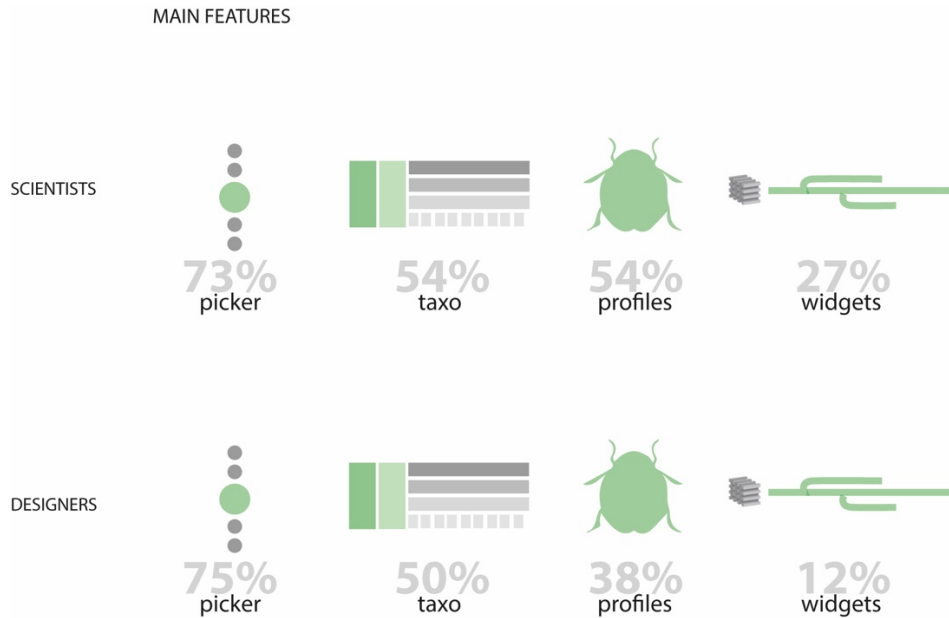 MAIN FEATURES
SCIENTISTS
73% 54% 54% 27%
picker taxo profiles widgets
DESIGNERS
75% 50% 38% 12%
picker taxo profiles widgets